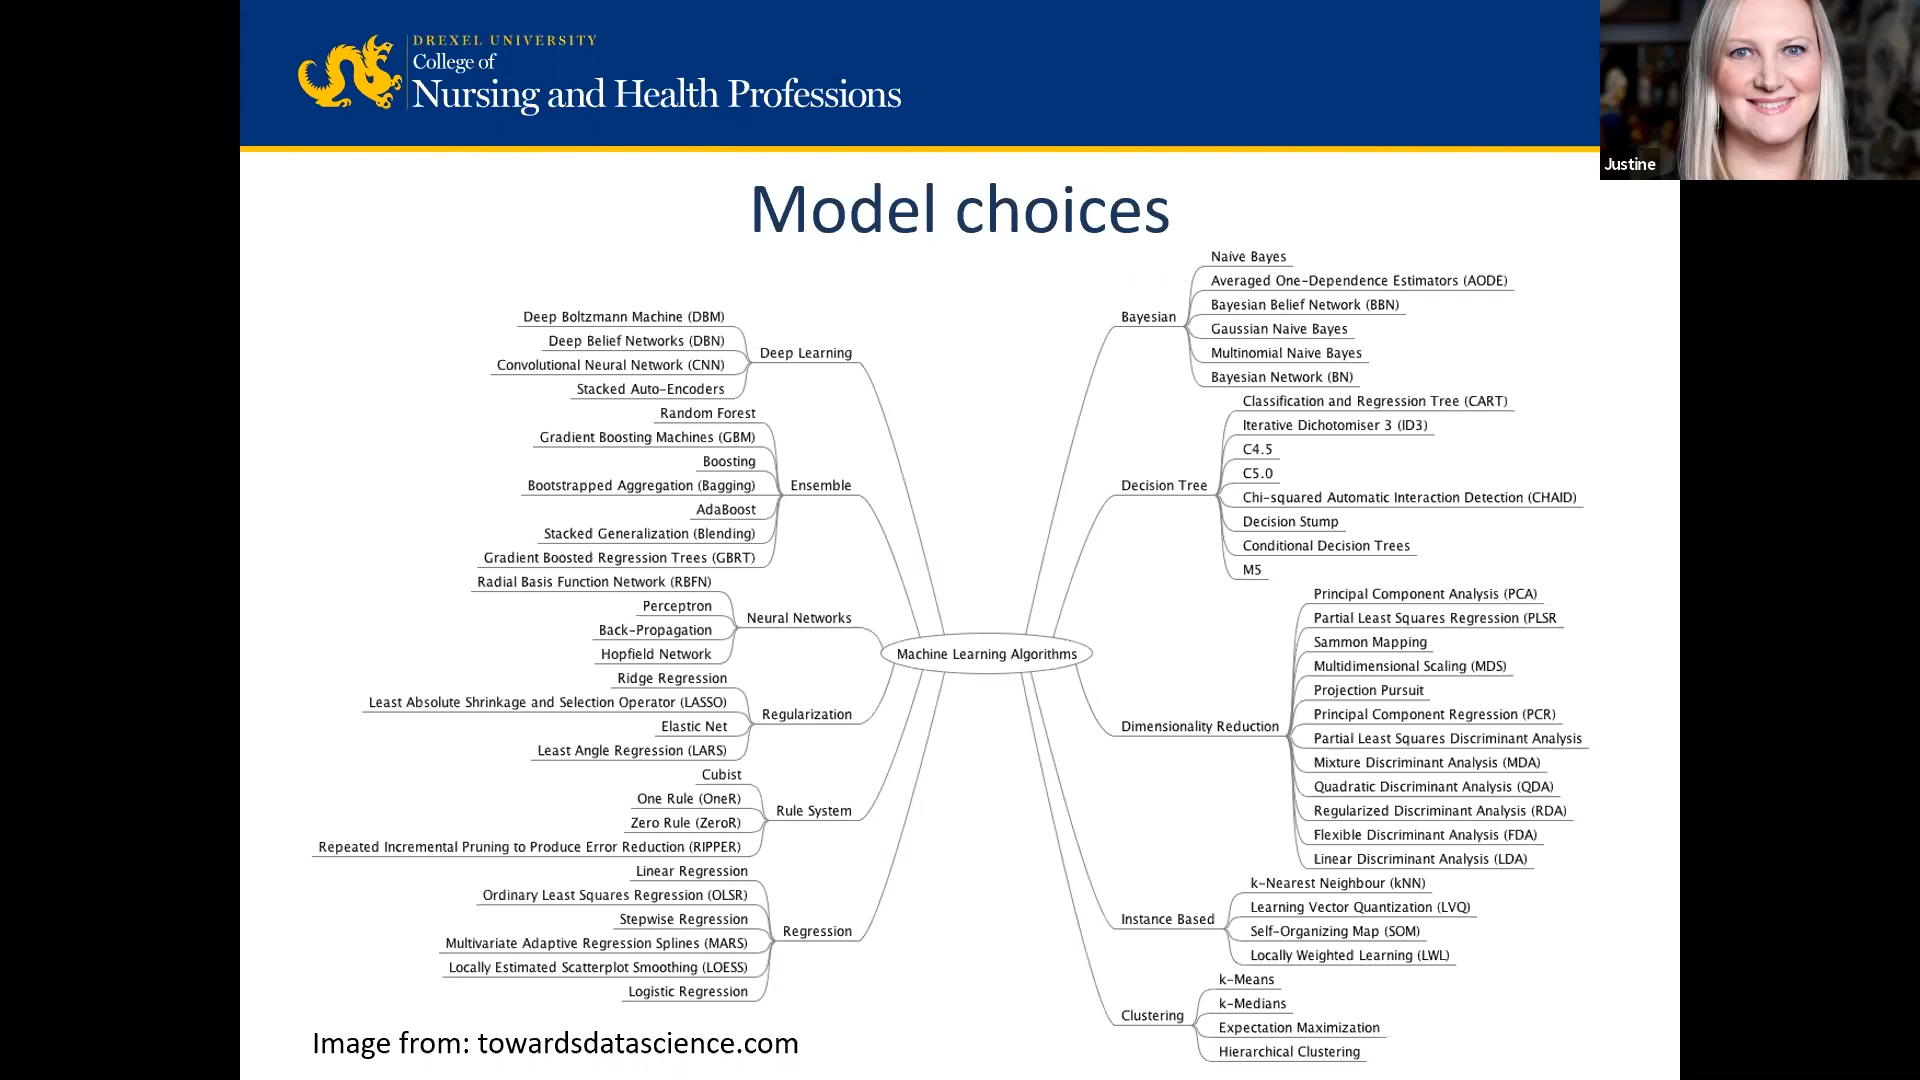 DREXEL UNIVERSITY
College of
Nursing and Health Professions
Justine
Model choices
Deep Boltzmann Machine (DBM)
Deep Belief Networks (DBN)
Convolutional Neural Network (CNN)
Stacked Auto-Encoders
Deep Learning
Random Forest
Gradient Boosting Machines (GBM)
Boosting
Bootstrapped Aggregation (Bagging)
AdaBoost
Stacked Generalization (Blending)
Gradient Boosted Regression Trees (GBRT)
Ensemble
Radial Basis Function Network (RBFN)
Perceptron
Back-Propagation
Hopfield Network
Neural Networks
Ridge Regression
Least Absolute Shrinkage and Selection Operator (LASSO)
Elastic Net
Least Angle Regression (LARS)
Regularization
Cubist
One Rule (OneR)
Zero Rule (ZeroR)
Repeated Incremental Pruning to Produce Error Reduction (RIPPER)
Rule System
Linear Regression
Ordinary Least Squares Regression (OLSR)
Stepwise Regression
Multivariate Adaptive Regression Splines (MARS)
Locally Estimated Scatterplot Smoothing (LOESS)
Logistic Regression
Regression
Machine Learning Algorithms
Bayesian
Naive Bayes
Averaged One-Dependence Estimators (AODE)
Bayesian Belief Network (BBN)
Gaussian Naive Bayes
Multinomial Naive Bayes
Bayesian Network (BN)
Decision Tree
Classification and Regression Tree (CART)
Iterative Dichotomiser 3 (ID3)
C4.5
C5.0
Chi-squared Automatic Interaction Detection (CHAID)
Decision Stump
Conditional Decision Trees
M5
Dimensionality Reduction
Principal Component Analysis (PCA)
Partial Least Squares Regression (PLSR
Sammon Mapping
Multidimensional Scaling (MDS)
Projection Pursuit
Principal Component Regression (PCR)
Partial Least Squares Discriminant Analysis
Mixture Discriminant Analysis (MDA)
Quadratic Discriminant Analysis (QDA)
Regularized Discriminant Analysis (RDA)
Flexible Discriminant Analysis (FDA)
Linear Discriminant Analysis (LDA)
Instance Based
k-Nearest Neighbour (kNN)
Learning Vector Quantization (LVQ)
Self-Organizing Map (SOM)
Locally Weighted Learning (LWL)
Clustering
k-Means
k-Medians
Expectation Maximization
Hierarchical Clustering
Image from: towardsdatascience.com